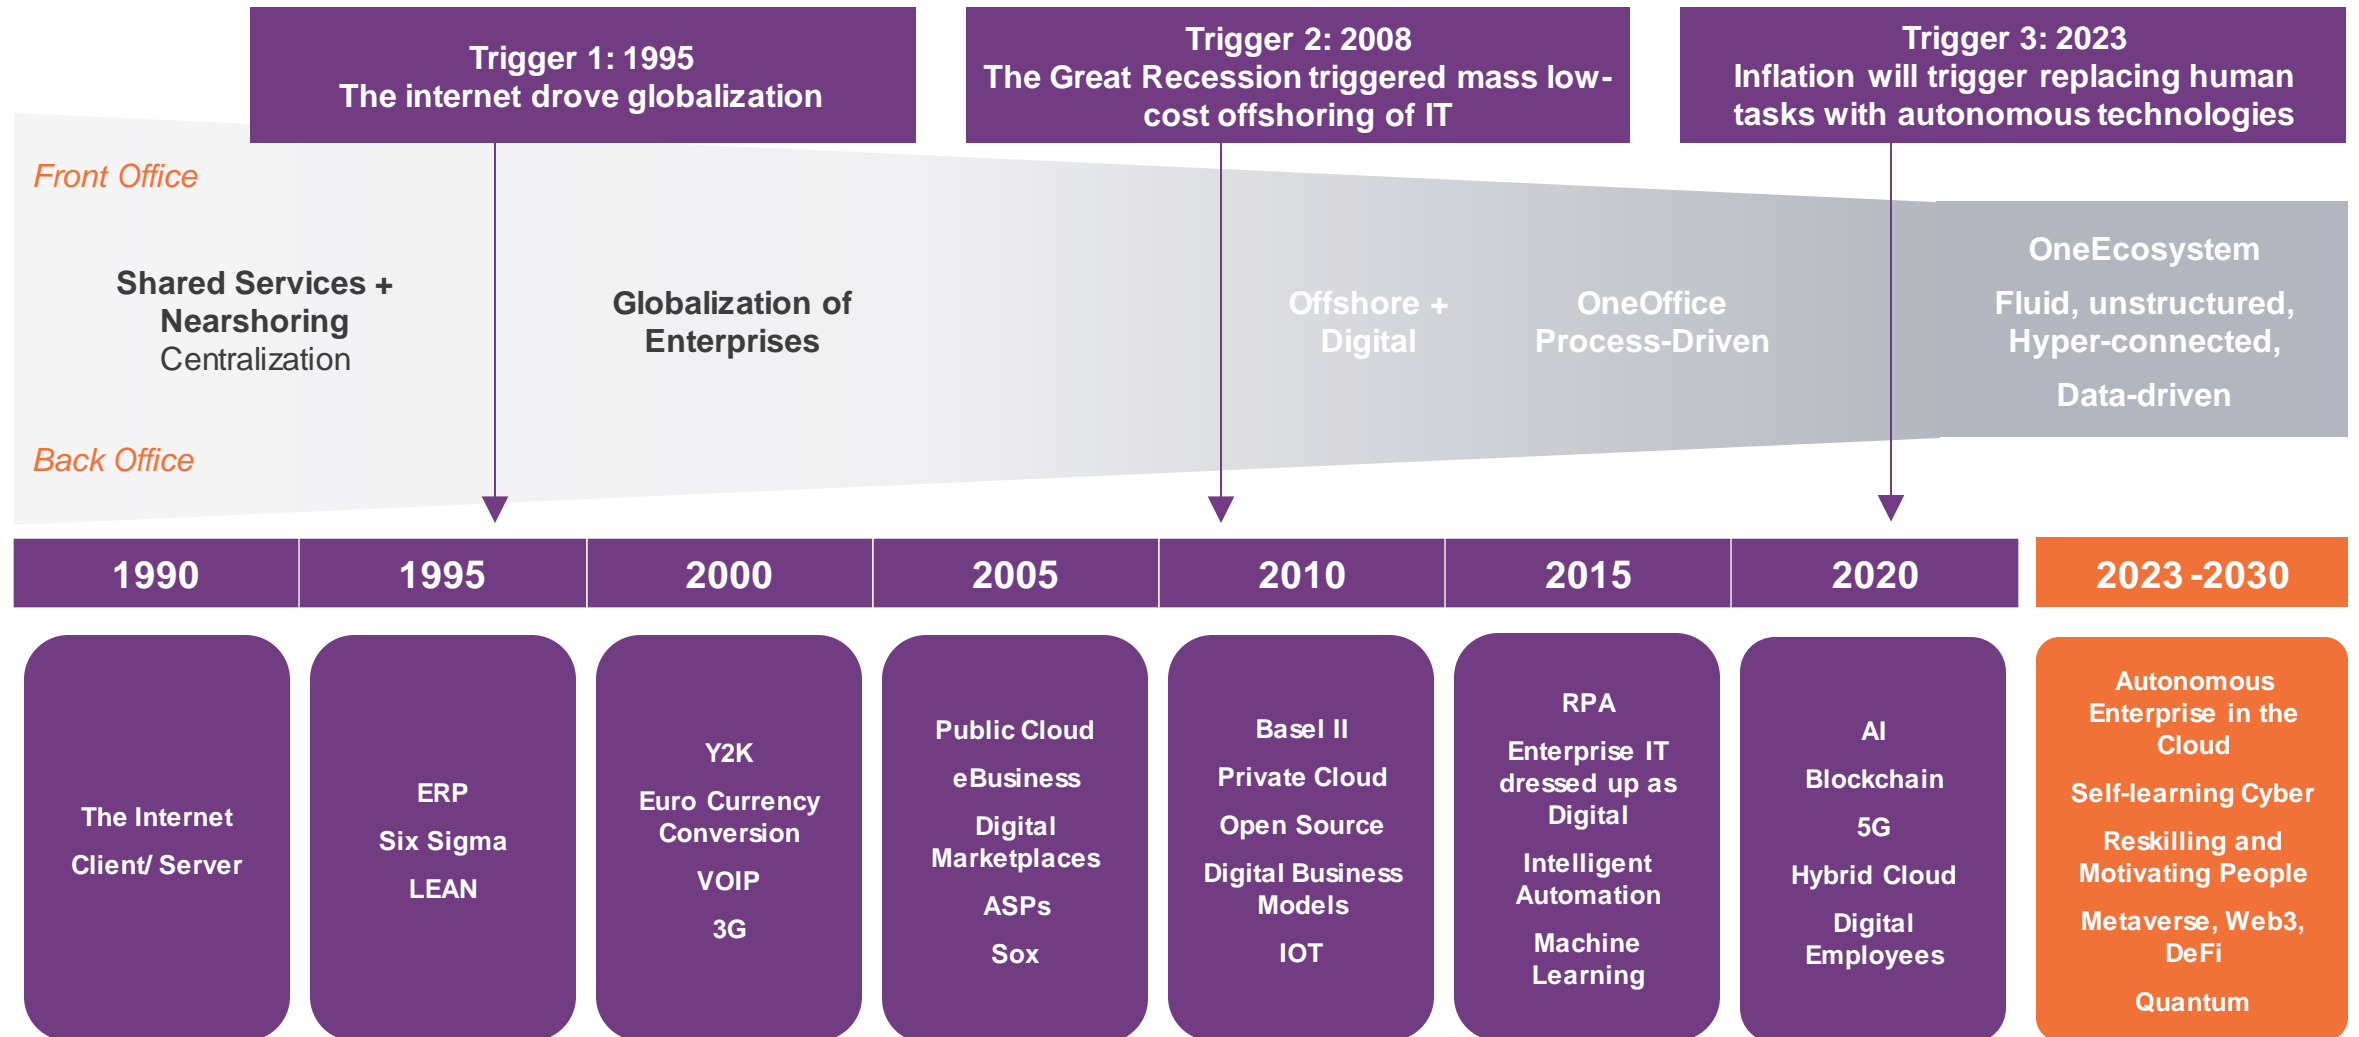 Trigger 1: 1995
The internet drove globalization
Trigger 2: 2008
The Great Recession triggered mass low-
cost offshoring of IT
Trigger 3: 2023
Inflation will trigger replacing human
tasks with autonomous technologies
Front Office
Shared Services +
Nearshoring
Centralization
Globalization of
Enterprises
Offshore +
Digital
OneOffice
Process-Driven
OneEcosystem
Fluid, unstructured,
Hyper-connected,
Data-driven
Back Office
1990
1995
2000
2005
2010
2015
2020
2023-2030
The Internet
Client/ Server
ERP
Six Sigma
LEAN
Y2K
Euro Currency
Conversion
VOIP
3G
Public Cloud
eBusiness
Digital
Marketplaces
ASPs
Sox
Basel II
Private Cloud
Open Source
Digital Business
Models
IOT
RPA
Enterprise IT
dressed up as
Digital
Intelligent
Automation
Machine
Learning
AI
Blockchain
5G
Hybrid Cloud
Digital
Employees
Autonomous
Enterprise in the
Cloud
Self-learning Cyber
Reskilling and
Motivating People
Metaverse, Web3,
DeFi
Quantum